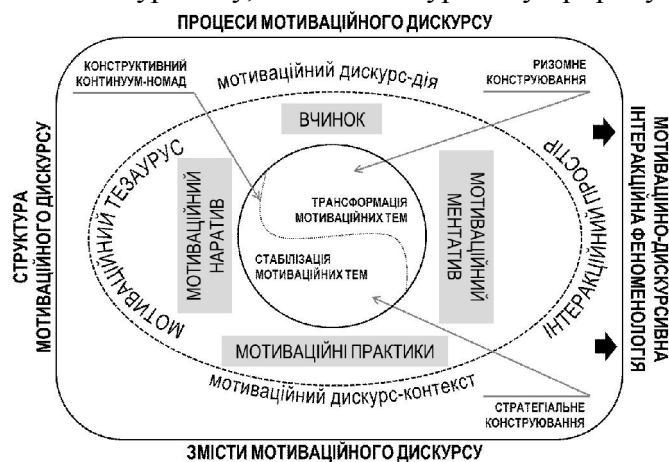 ПРОЦЕСИ МОТИВАЦІЙНОГО ДИСКУРСУ
КОНСТРУКТИВНИЙ
КОНТИНУУМ-НОМАД
мотиваційний дискурс-дія
РИЗОМНЕ
КОНСТРУЮВАННЯ
ВЧИНОК
СТРУКТУРА
МОТИВАЦІЙНОГО ДИСКУРСУ
МОТИВАЦІЙНИЙ ТЕЗАУРУС
МОТИВАЦІЙНИЙ
НАРАТИВ
ТРАНСФОРМАЦІЯ
МОТИВАЦІЙНИХ ТЕМ
СТАБІЛІЗАЦІЯ
МОТИВАЦІЙНИХ ТЕМ
МОТИВАЦІЙНИЙ
МЕНТАТИВ
ІНТЕРАКЦІЙНИЙ ПРОСТІР
МОТИВАЦІЙНО-ДИСКУРСИВНА
ІНТЕРАКЦІЙНА ФЕНОМЕНОЛОГІЯ
МОТИВАЦІЙНІ ПРАКТИКИ
мотиваційний дискурс-контекст
СТРАТЕГІАЛЬНЕ
КОНСТРУЮВАННЯ
ЗМІСТИ МОТИВАЦІЙНОГО ДИСКУРСУ